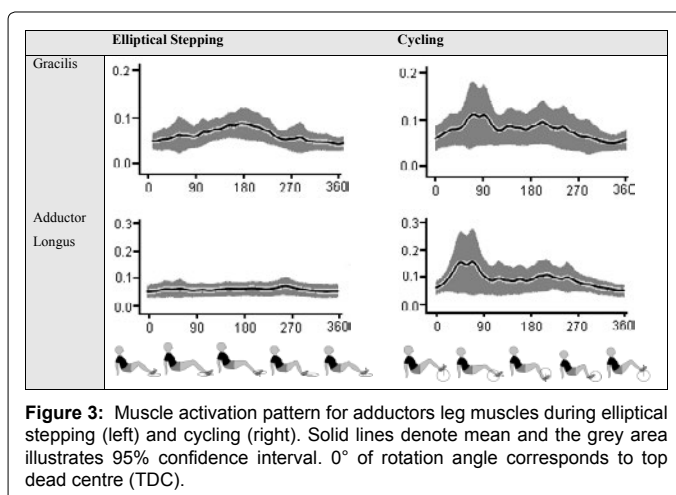 Elliptical Stepping Cycling
Gracilis
0.2 0.2
0.1 0.1
0.0 0.0
0 90 180 270 360 0 90 180 270 360
Adductor
Longus
0.3 0.3
0.2 0.2
0.1 0.1
0.0 0.0
0 90 180 270 360 0 90 180 270 360
Figure 3: Muscle activation pattern for adductors leg muscles during elliptical
stepping (left) and cycling (right). Solid lines denote mean and the grey area
illustrates 95% confidence interval. 0° of rotation angle corresponds to top
dead centre (TDC).